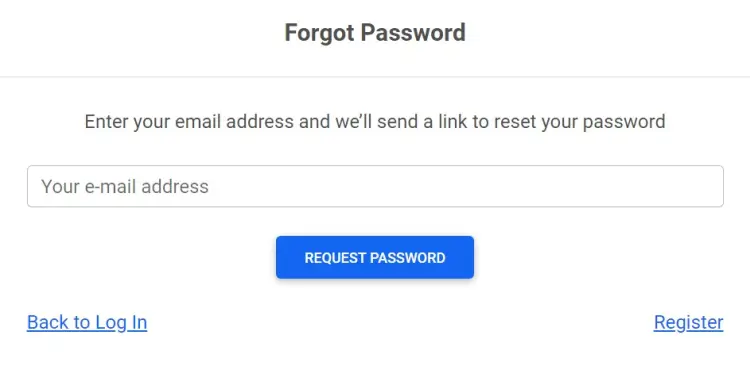 Forgot Password
Enter your email address and we’ll send a link to reset your password
Your e-mail address
REQUEST PASSWORD
Back to Log In
Register